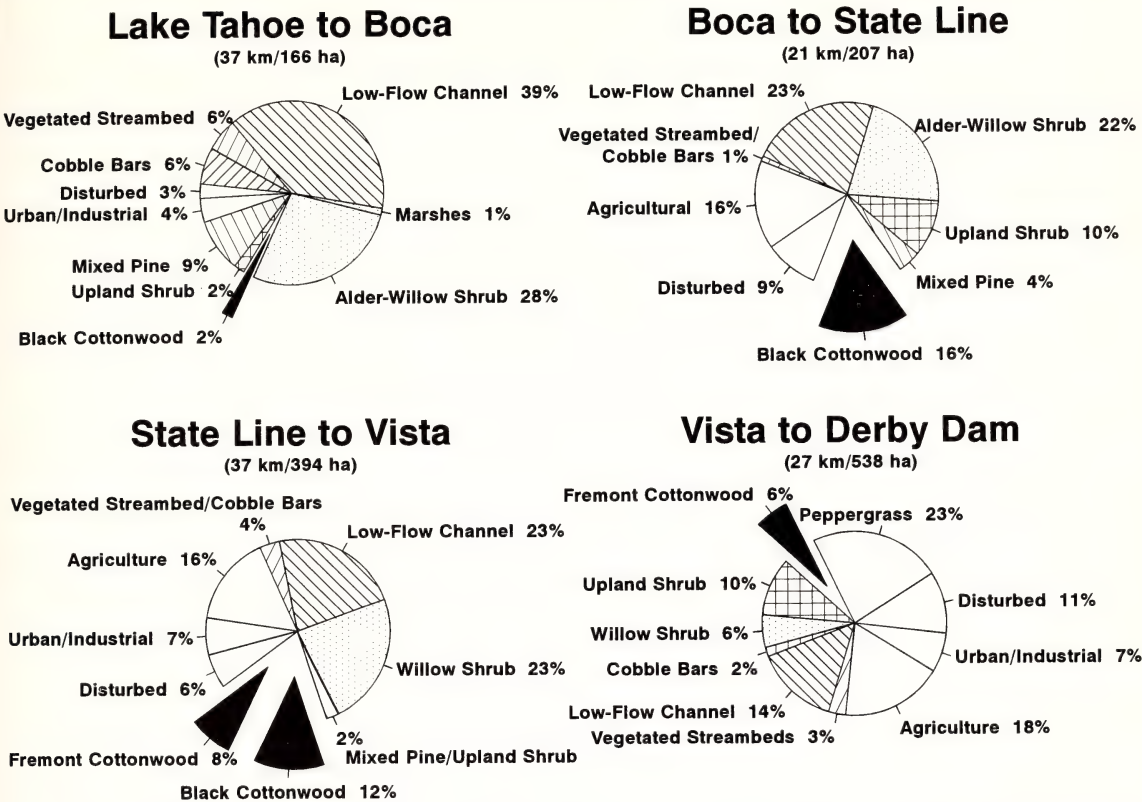 Lake Tahoe to Boca
(37 km/166 ha)
Low-Flow Channel 39%
Vegetated Streambed 6%
Cobble Bars 6%
Disturbed 3%
Urban/Industrial 4%
Marshes 1%
Mixed Pine 9%
Upland Shrub 2%
Alder-Willow Shrub 28%
Black Cottonwood 2%
Boca to State Line
(21 km/207 ha)
Low-Flow Channel 23%
Alder-Willow Shrub 22%
Vegetated Streambed/
Cobble Bars 1%
Agricultural 16%
Upland Shrub 10%
Mixed Pine 4%
Disturbed 9%
Black Cottonwood 16%
State Line to Vista
(37 km/394 ha)
Vegetated Streambed/Cobble Bars
4%
Low-Flow Channel 23%
Agriculture 16%
Urban/Industrial 7%
Willow Shrub 23%
Disturbed 6%
2%
Mixed Pine/Upland Shrub
Fremont Cottonwood 8%
Black Cottonwood 12%
Vista to Derby Dam
(27 km/538 ha)
Fremont Cottonwood 6%
Peppergrass 23%
Upland Shrub 10%
Disturbed 11%
Willow Shrub 6%
Urban/Industrial 7%
Cobble Bars 2%
Low-Flow Channel 14%
Agriculture 18%
Vegetated Streambeds 3%